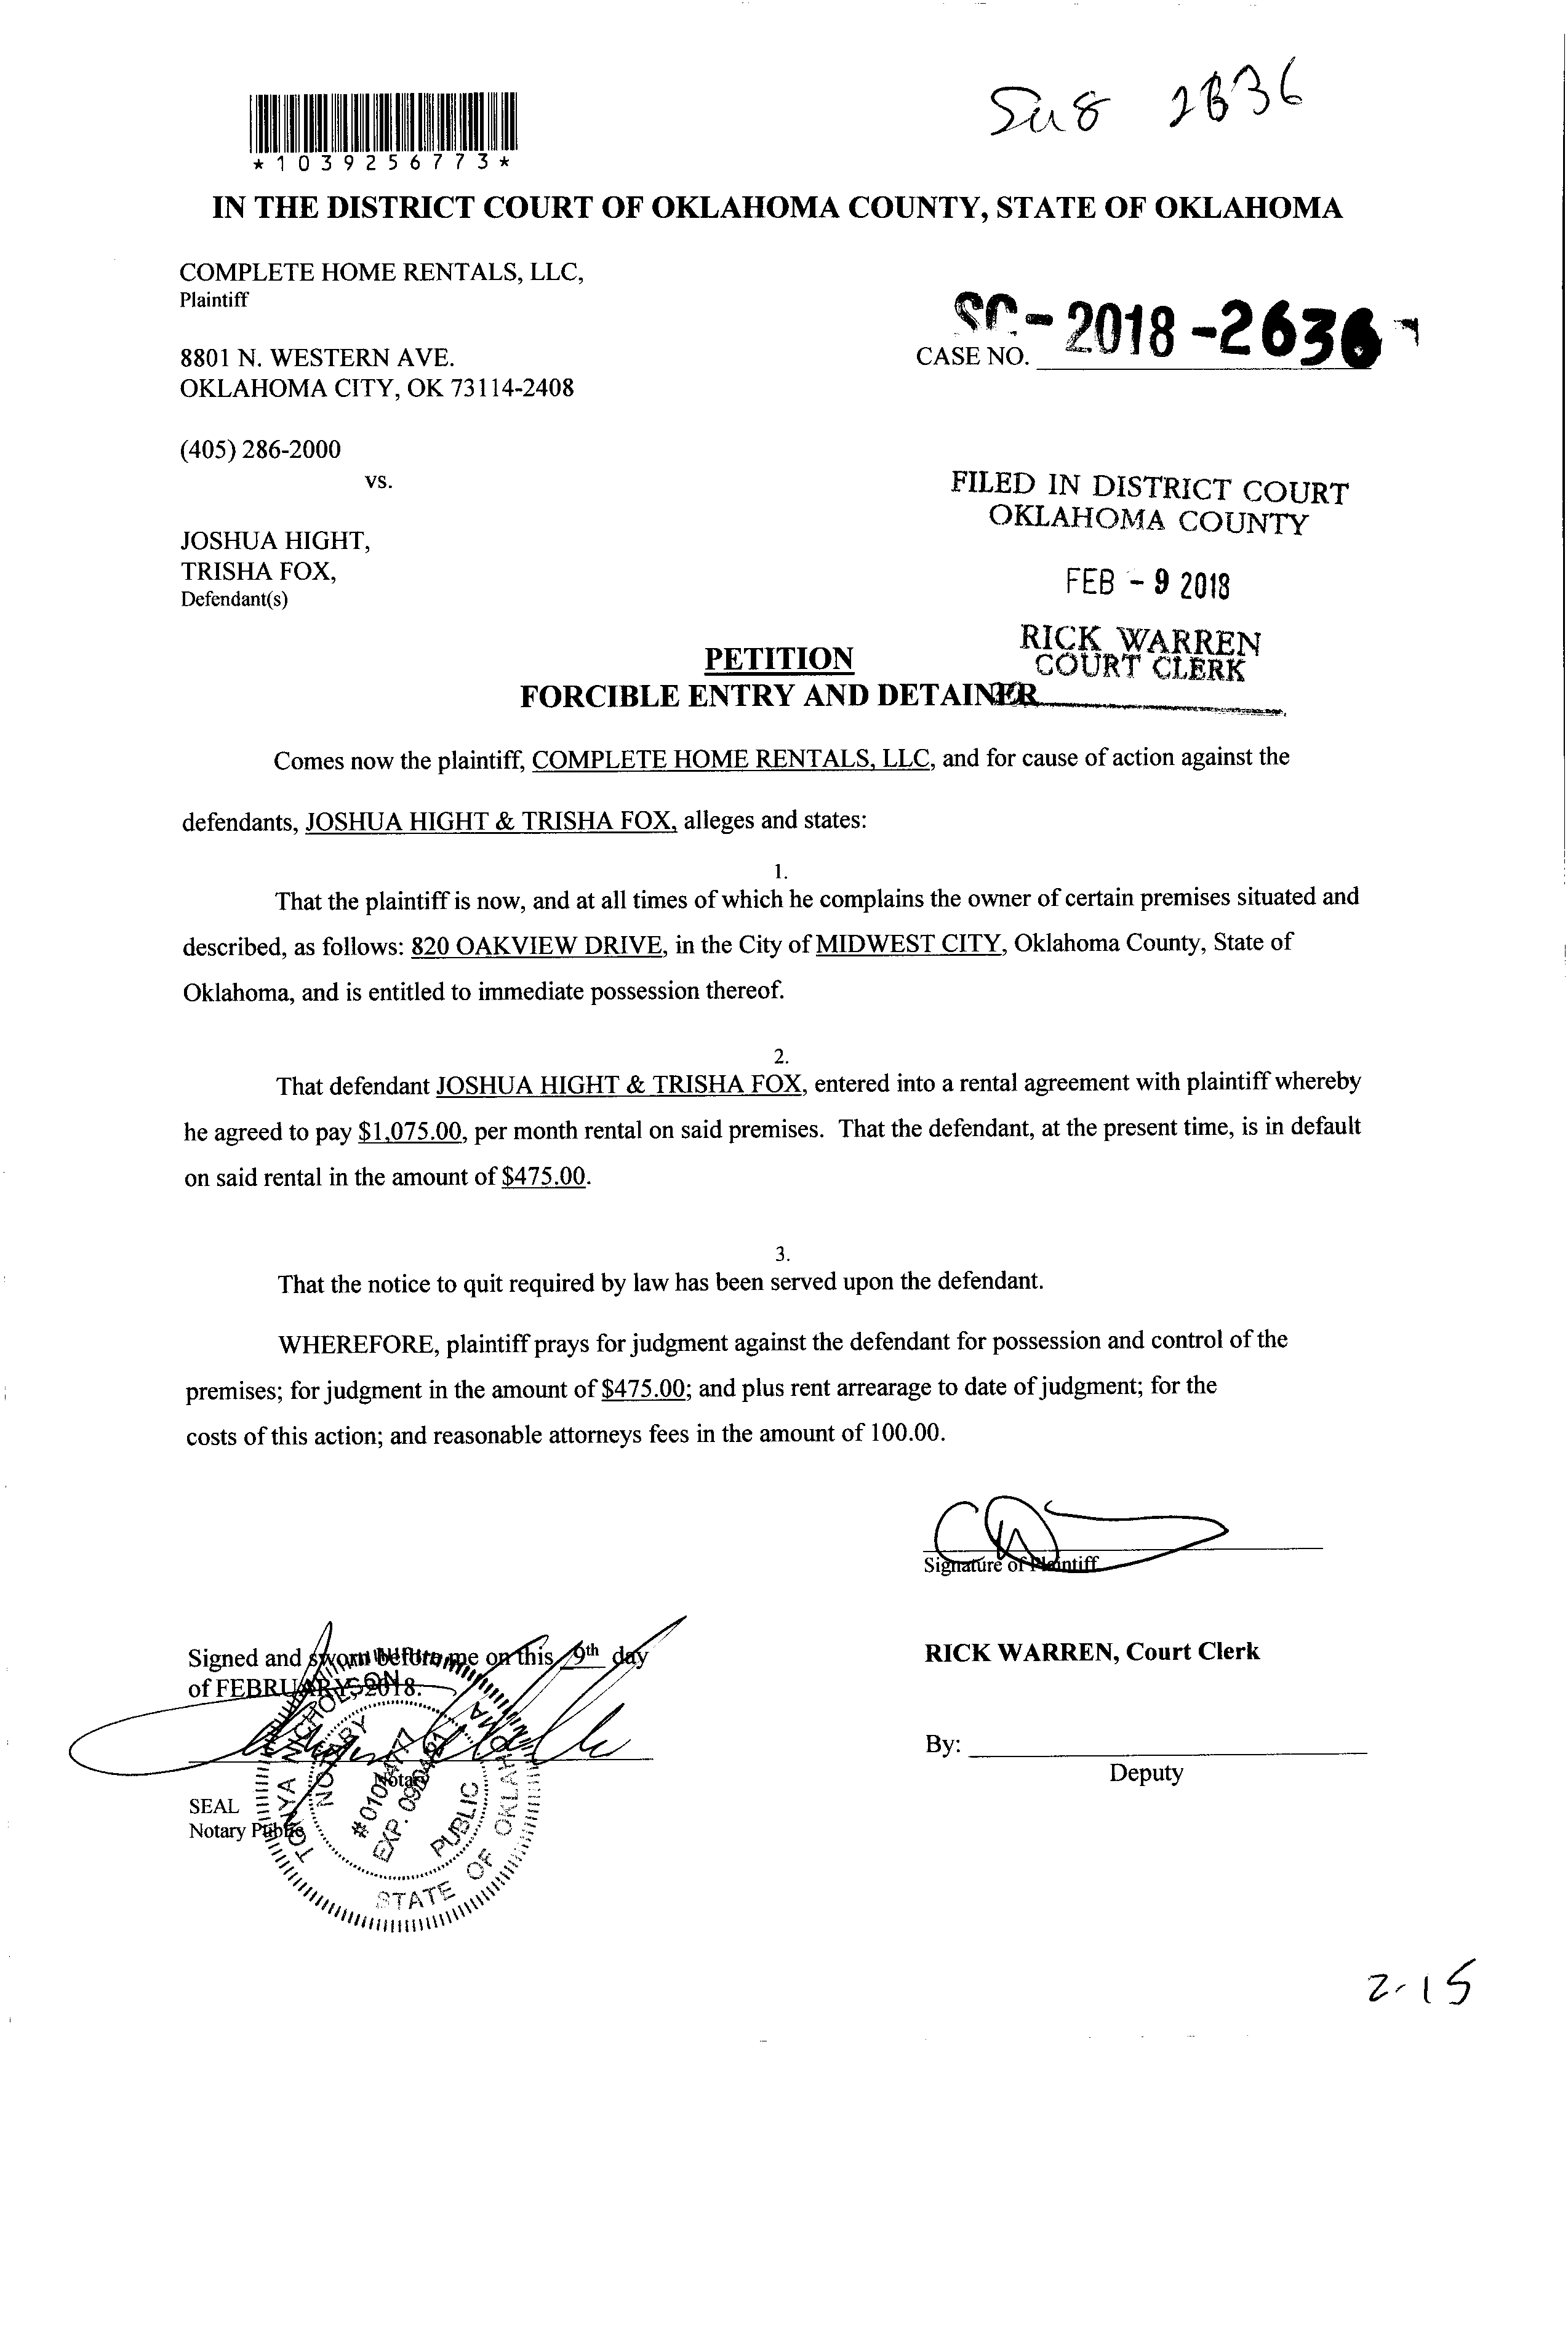 *1039256773*
IN THE DISTRICT COURT OF OKLAHOMA COUNTY, STATE OF OKLAHOMA
COMPLETE HOME RENTALS, LLC,
Plaintiff
8801 N. WESTERN AVE.
OKLAHOMA CITY, OK 73114-2408
(405) 286-2000
vs.
JOSHUA HIGHT,
TRISHA FOX,
Defendant(s)
SC-2018-2636
CASE NO.
FILED IN DISTRICT COURT
OKLAHOMA COUNTY
FEB - 9 2018
RICK WARREN
COURT CLERK
PETITION
FORCIBLE ENTRY AND DETAINER
Comes now the plaintiff, COMPLETE HOME RENTALS, LLC, and for cause of action against the
defendants, JOSHUA HIGHT & TRISHA FOX, alleges and states:
1.
That the plaintiff is now, and at all times of which he complains the owner of certain premises situated and
described, as follows: 820 OAKVIEW DRIVE, in the City of MIDWEST CITY, Oklahoma County, State of
Oklahoma, and is entitled to immediate possession thereof.
2.
That defendant JOSHUA HIGHT & TRISHA FOX, entered into a rental agreement with plaintiff whereby
he agreed to pay $1,075.00, per month rental on said premises. That the defendant, at the present time, is in default
on said rental in the amount of $475.00.
3.
That the notice to quit required by law has been served upon the defendant.
WHEREFORE, plaintiff prays for judgment against the defendant for possession and control of the
premises; for judgment in the amount of $475.00; and plus rent arrearage to date of judgment; for the
costs of this action; and reasonable attorneys fees in the amount of 100.00.
Signature of Plaintiff
Signed and sworn before me on this 9th day
of FEBRUARY, 2018.
Notary
SEAL
Notary Public
TONYA NICHOLSON
NOTARY PUBLIC
STATE OF OKLAHOMA
#01014777
EXP. 09/04/21
RICK WARREN, Court Clerk
By:
Deputy
2-15